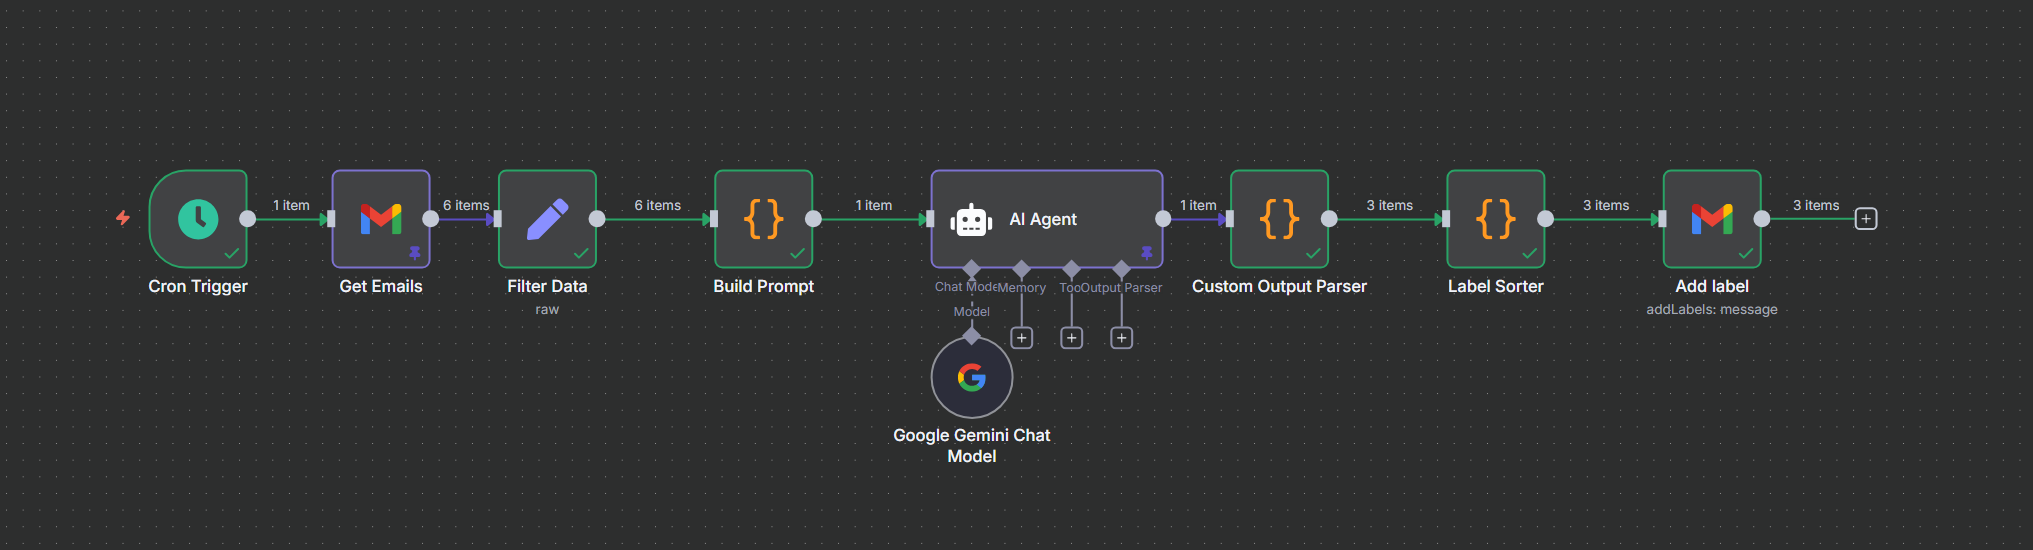 1 item
6 items
6 items
1 item
AI Agent
1 item
3 items
3 items
3 items
Cron Trigger
Get Emails
Filter Data
raw
Build Prompt
Chat Mode
Memory
Too
Output Parser
Model
Google Gemini Chat
Model
Custom Output Parser
Label Sorter
Add label
addLabels: message